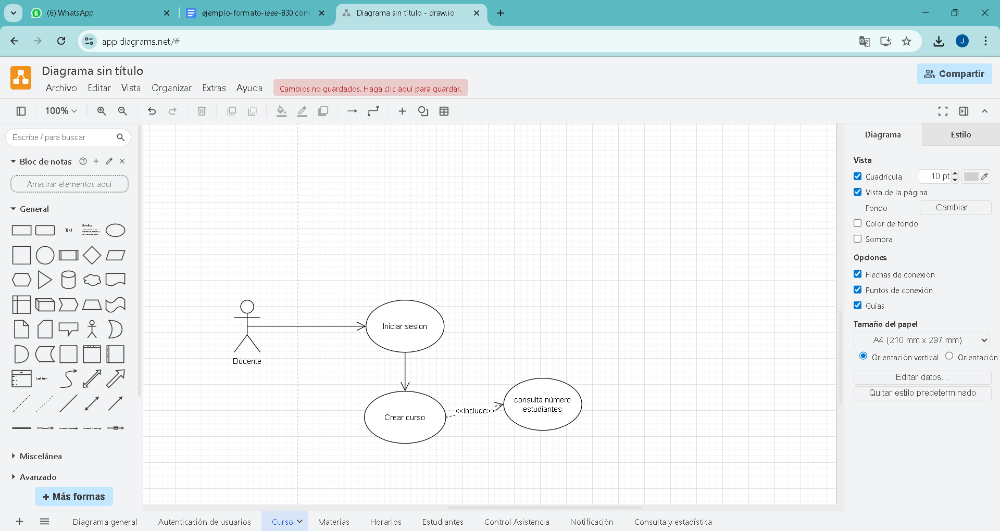 6
(6) WhatsApp
ejemplo-formato-ieee-830 com
Diagrama sin título - draw.io
app.diagrams.net/#
J
Diagrama sin título
Archivo
Editar
Vista
Organizar
Extras
Ayuda
Cambios no guardados. Haga clic aquí para guardar.
Compartir
100%
Escribe / para buscar
Bloc de notas
Arrastrar elementos aquí
General
Text
Heading
List Item
Miscelánea
Avanzado
+ Más formas
Docente
Iniciar sesion
Crear curso
<<Include>>
consulta número
estudiantes
Diagrama
Estilo
Vista
Cuadrícula
10 pt
Vista de la página
Fondo
Cambiar...
Color de fondo
Sombra
Opciones
Flechas de conexión
Puntos de conexión
Guías
Tamaño del papel
A4 (210 mm x 297 mm)
Orientación vertical
Orientación
Editar datos...
Quitar estilo predeterminado
Diagrama general
Autenticación de usuarios
Curso
Materias
Horarios
Estudiantes
Control Asistencia
Notificación
Consulta y estadística